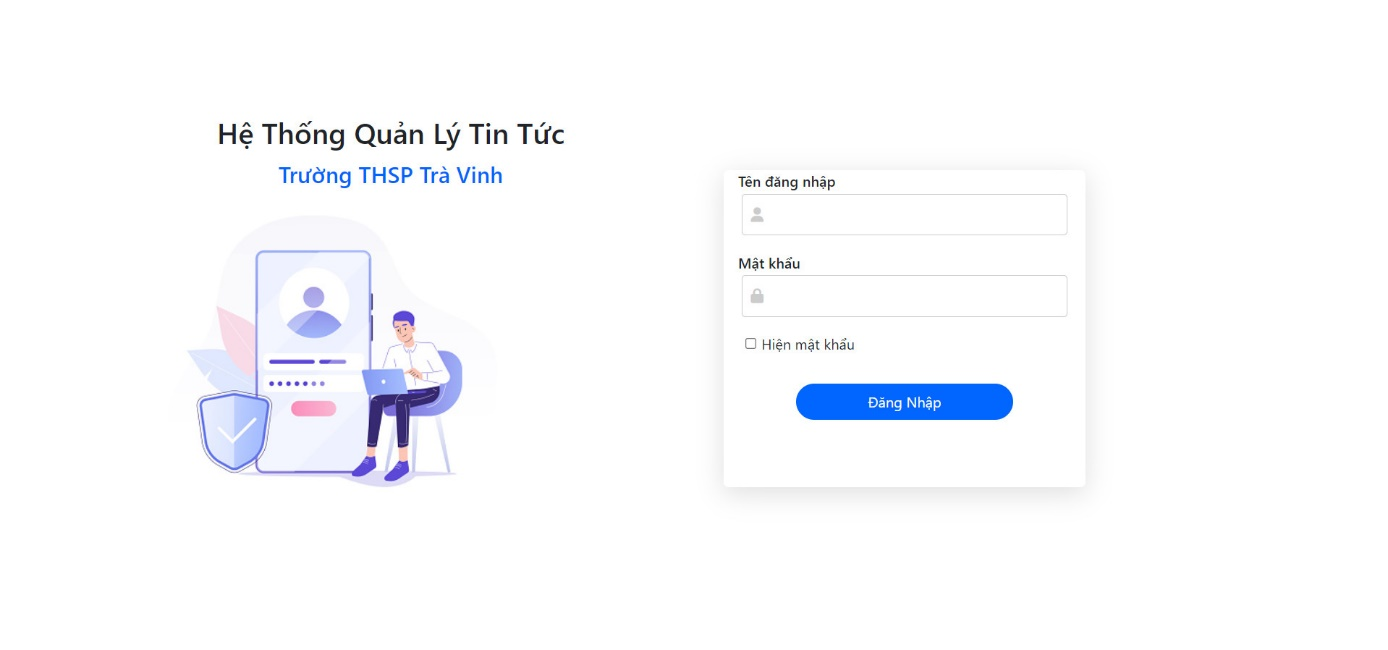 Hệ Thống Quản Lý Tin Tức
Trường THSP Trà Vinh
Tên đăng nhập
Mật khẩu
Hiện mật khẩu
Đăng Nhập